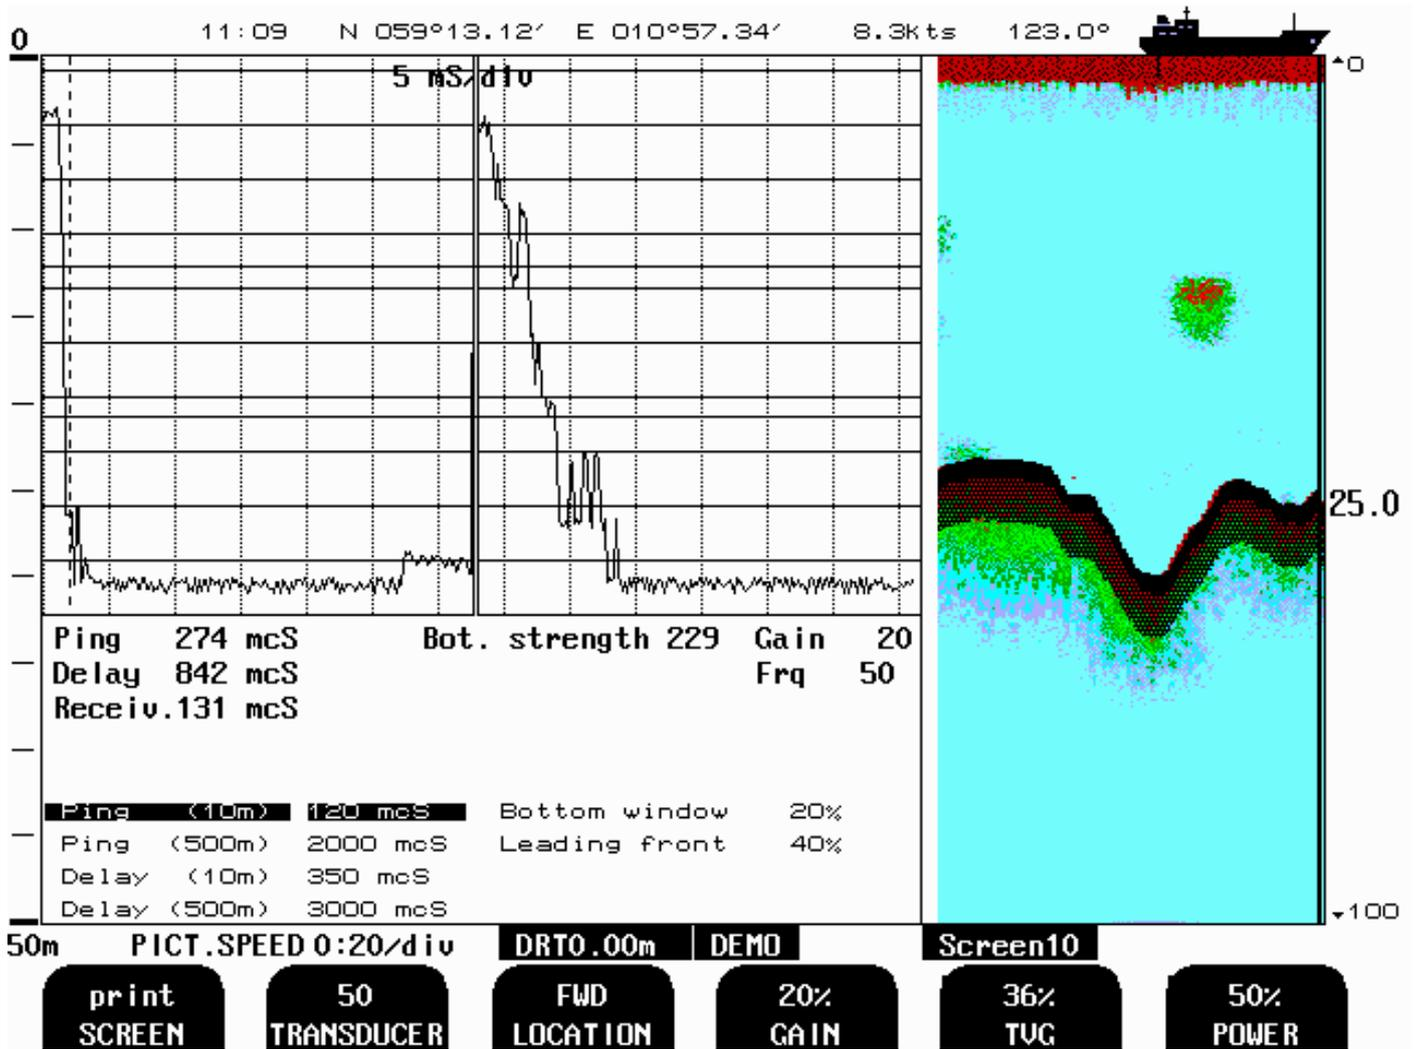 11:09 N 059°13.12′ E 010°57.34′ 8.3kts 123.0°
0
0
5 mS/div
25.0
Ping 274 mcS Bot. strength 229 Gain 20
Delay 842 mcS Frq 50
Receiv.131 mcS
Ping (10m) 120 mcS Bottom window 20%
Ping (500m) 2000 mcS Leading front 40%
Delay (10m) 350 mcS
Delay (500m) 3000 mcS
100
50m PICT.SPEED 0:20/div DRT0.00m DEMO Screen10
print 50 FWD 20% 36% 50%
SCREEN TRANSDUCER LOCATION GAIN TVG POWER